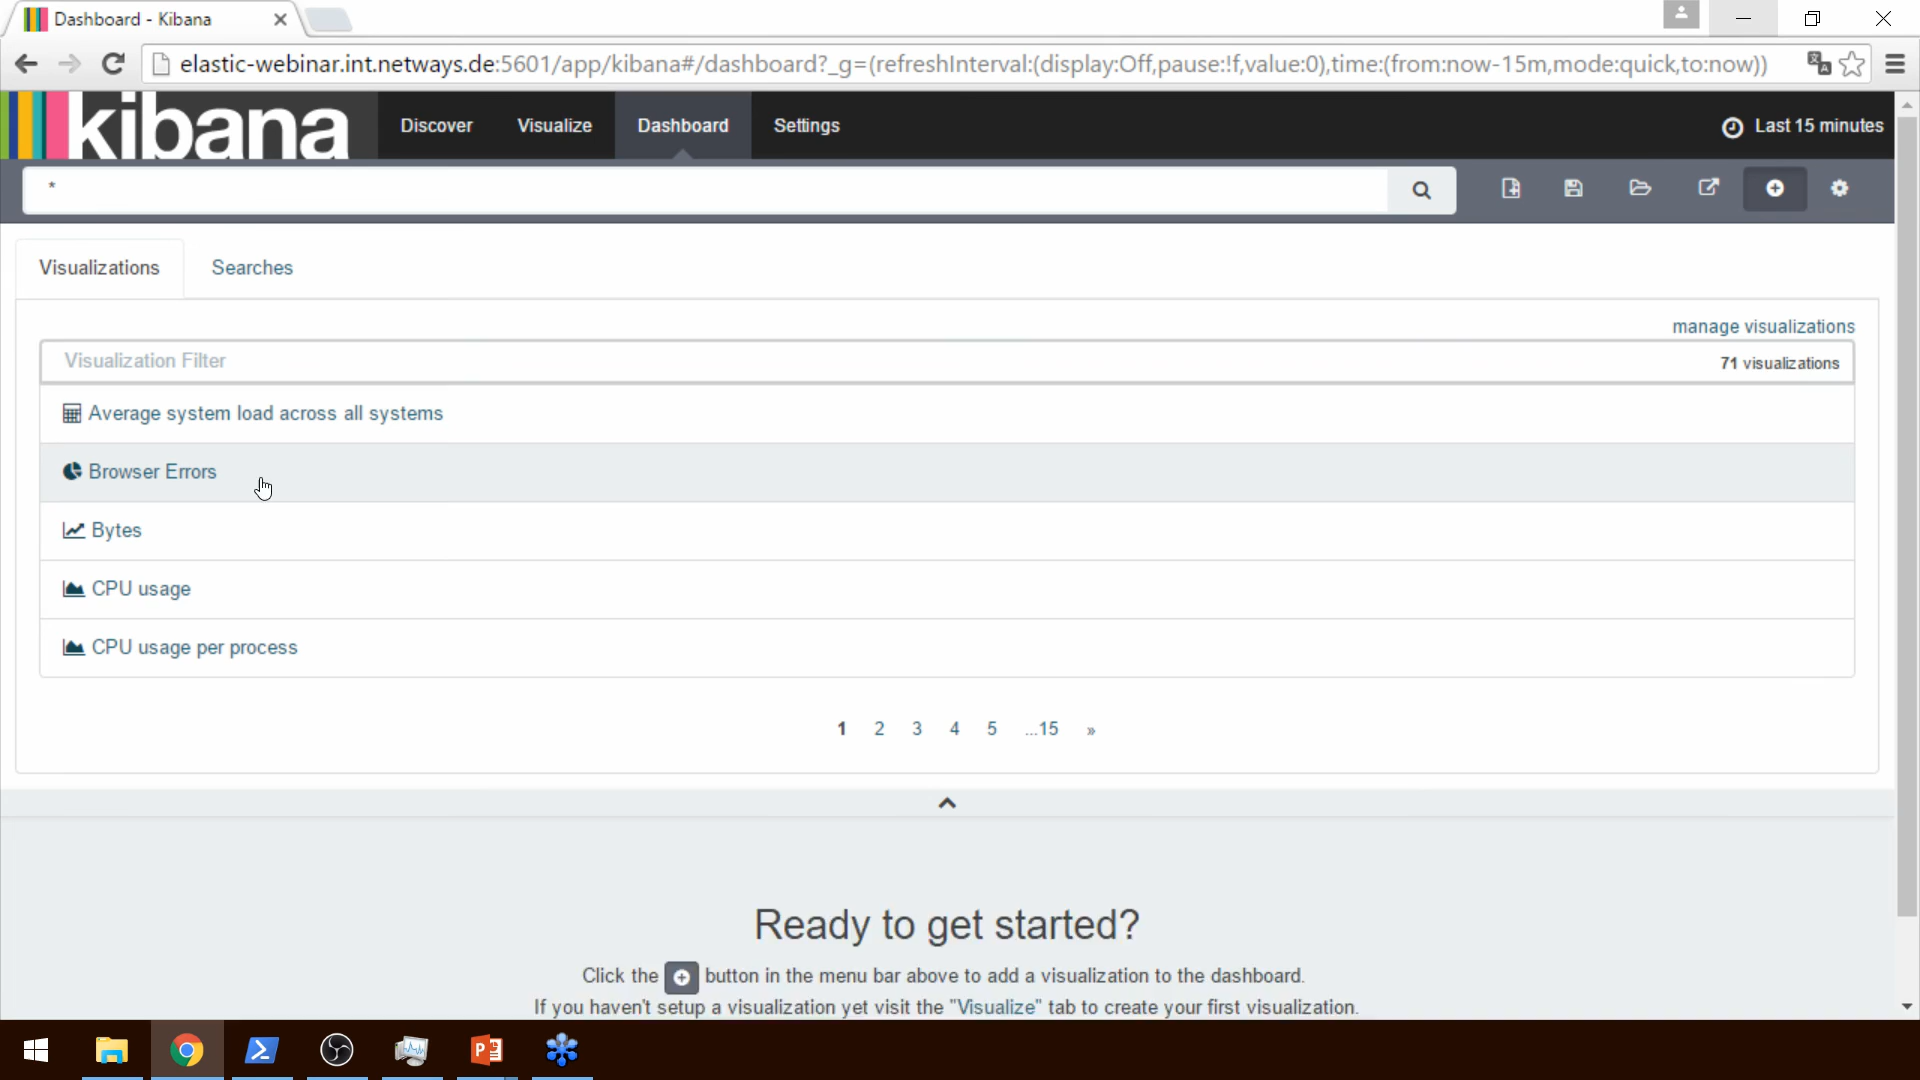 Dashboard - Kibana
elastic-webinar.int.netways.de:5601/app/kibana#/dashboard?_g=(refreshInterval:(display:Off,pause:!f,value:0),time:(from:now-15m,mode:quick,to:now))
kibana Discover Visualize Dashboard Settings Last 15 minutes
*
Visualizations Searches
manage visualizations
Visualization Filter 71 visualizations
Average system load across all systems
Browser Errors
Bytes
CPU usage
CPU usage per process
1 2 3 4 5 ...15 »
Ready to get started?
Click the button in the menu bar above to add a visualization to the dashboard.
If you haven't setup a visualization yet visit the "Visualize" tab to create your first visualization.